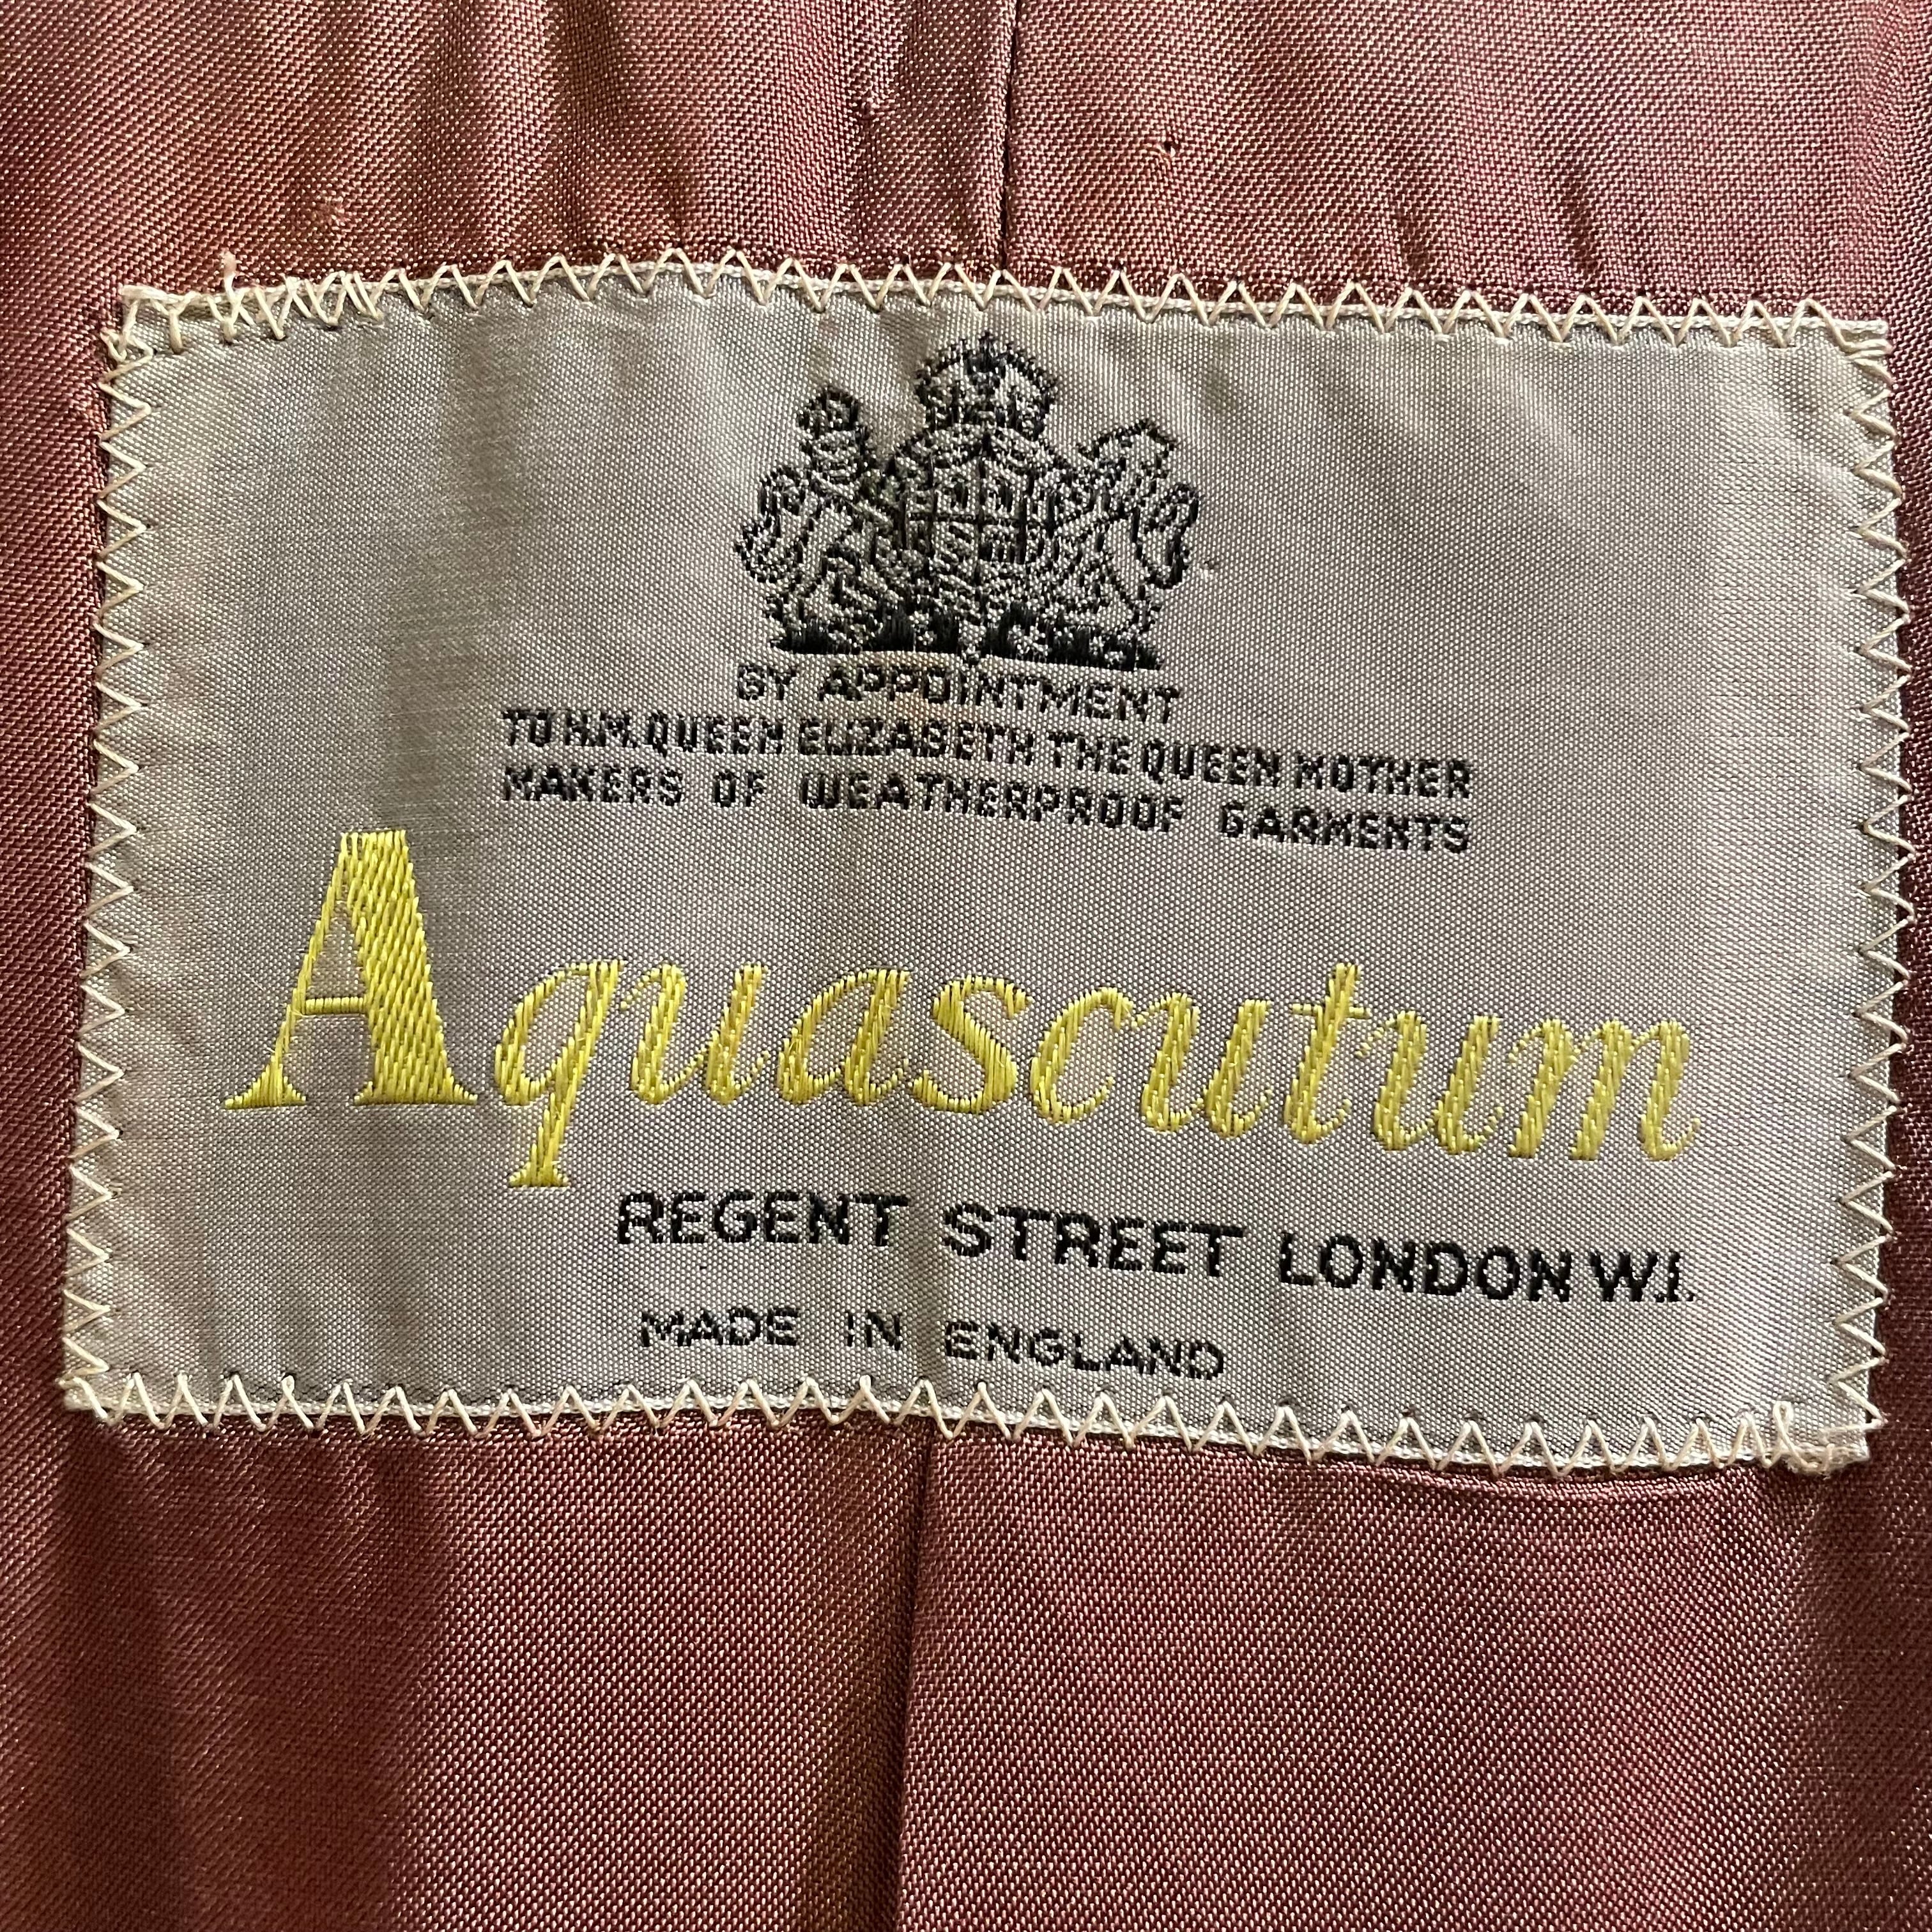 BY APPOINTMENT
TO H.M. QUEEN ELIZABETH THE QUEEN MOTHER
MAKERS OF WEATHERPROOF GARMENTS
Aquascutum
REGENT STREET LONDON W.I.
MADE IN ENGLAND